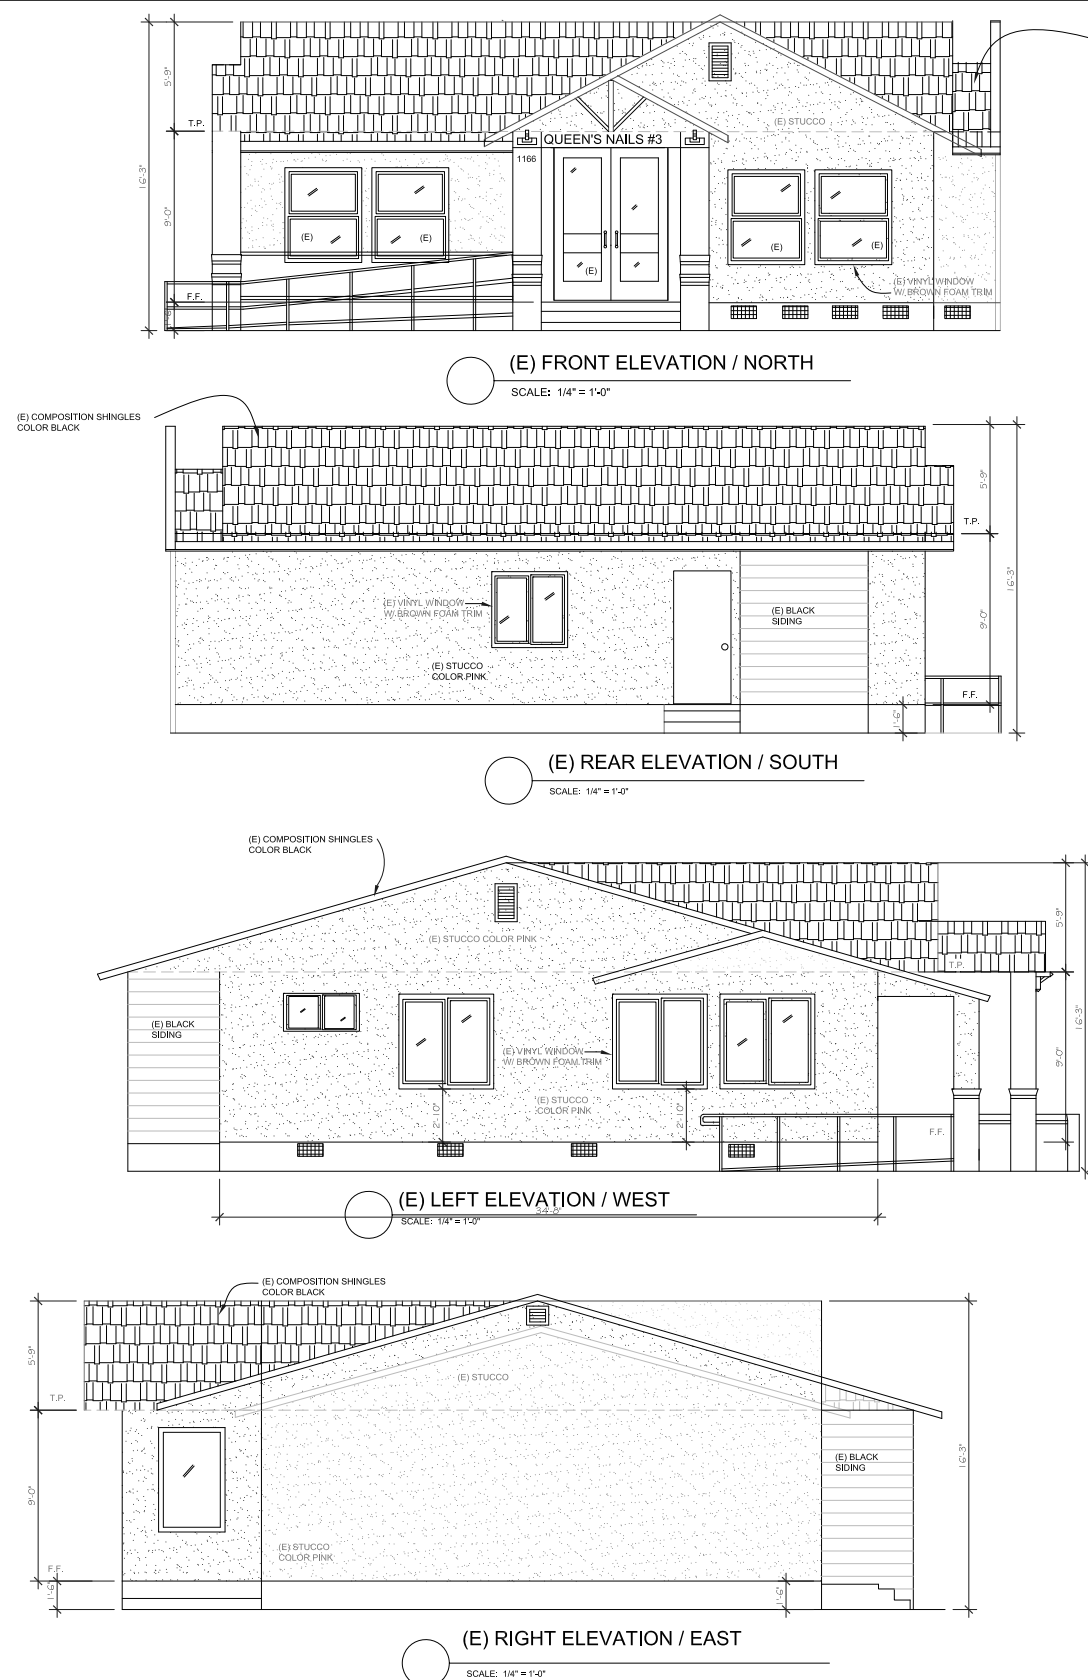 5'-9"
T.P.
16'-3"
9'-0"
F.F.
QUEEN'S NAILS #3
1166
(E) STUCCO
(E)
(E)
(E)
(E)
(E)
(E) VINYL WINDOW
W/ BROWN FOAM TRIM
(E) FRONT ELEVATION / NORTH
SCALE: 1/4" = 1'-0"
(E) COMPOSITION SHINGLES
COLOR BLACK
5'-9"
T.P.
16'-3"
9'-0"
(E) VINYL WINDOW
W/ BROWN FOAM TRIM
(E) BLACK
SIDING
(E) STUCCO
COLOR PINK
F.F.
1'-6"
(E) REAR ELEVATION / SOUTH
SCALE: 1/4" = 1'-0"
(E) COMPOSITION SHINGLES
COLOR BLACK
5'-9"
(E) STUCCO COLOR PINK
T.P.
(E) BLACK
SIDING
16'-3"
9'-0"
(E) VINYL WINDOW
W/ BROWN FOAM TRIM
(E) STUCCO
COLOR PINK
2'-10"
2'-10"
F.F.
(E) LEFT ELEVATION / WEST
34'-8"
SCALE: 1/4" = 1'-0"
(E) COMPOSITION SHINGLES
COLOR BLACK
5'-9"
(E) STUCCO
T.P.
(E) BLACK
SIDING
16'-3"
9'-0"
(E) STUCCO
COLOR PINK
F.F.
1'-6"
1'-6"
(E) RIGHT ELEVATION / EAST
SCALE: 1/4" = 1'-0"